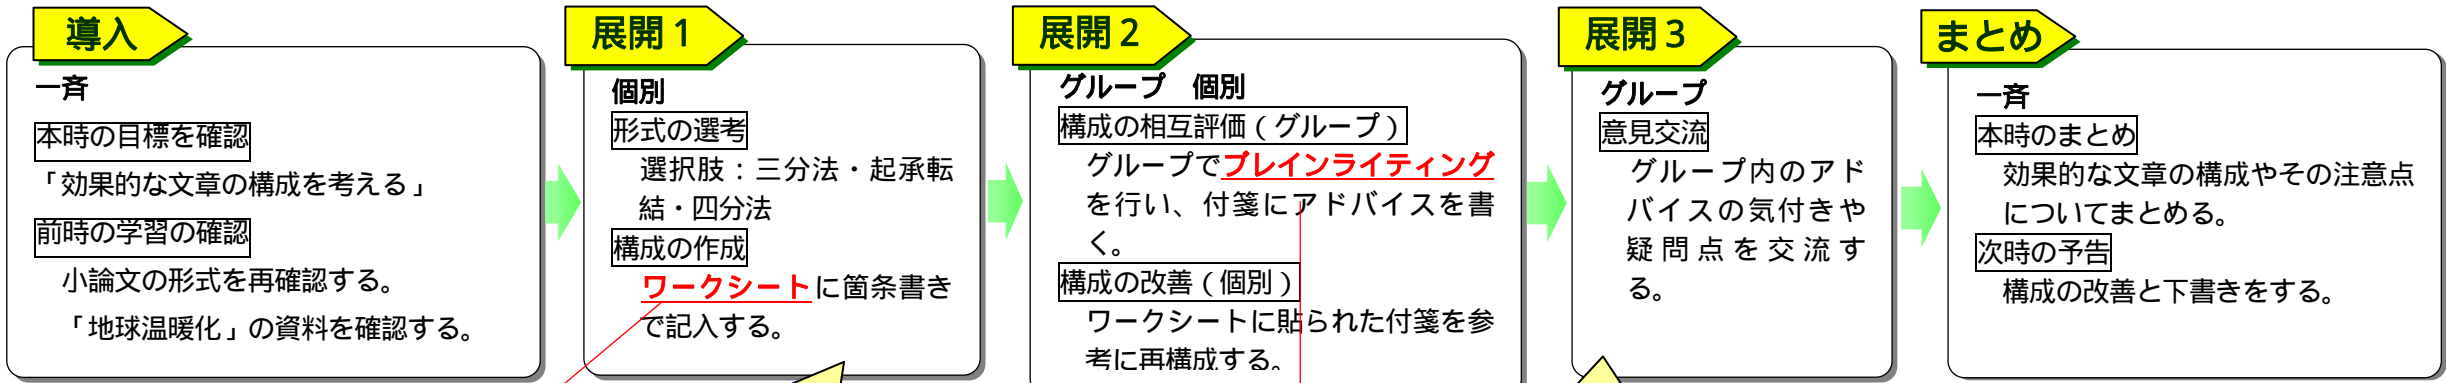 導入
一斉
本時の目標を確認
「効果的な文章の構成を考える」
前時の学習の確認
小論文の形式を再確認する。
「地球温暖化」の資料を確認する。
展開1
個別
形式の選考
選択肢：三分法・起承転
結・四分法
構成の作成
ワークシートに箇条書き
で記入する。
展開2
グループ　個別
構成の相互評価（グループ）
グループでブレインライティング
を行い、付箋にアドバイスを書
く。
構成の改善（個別）
ワークシートに貼られた付箋を参
考に再構成する。
展開3
グループ
意見交流
グループ内のアド
バイスの気付きや
疑問点を交流す
る。
まとめ
一斉
本時のまとめ
効果的な文章の構成やその注意点
についてまとめる。
次時の予告
構成の改善と下書きをする。